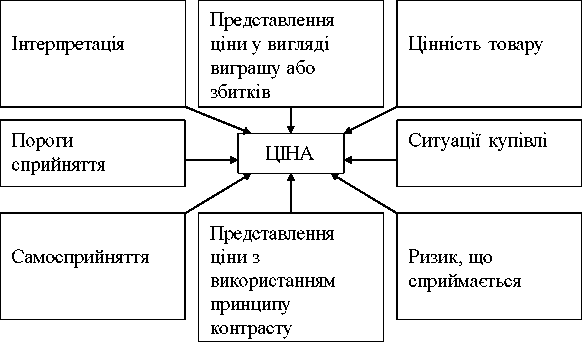 Інтерпретація
Представлення
ціни у вигляді
виграшу або
збитків
Цінність товару
Пороги
сприйняття
ЦІНА
Ситуації купівлі
Самосприйняття
Представлення
ціни з
використанням
принципу
контрасту
Ризик, що
сприймається